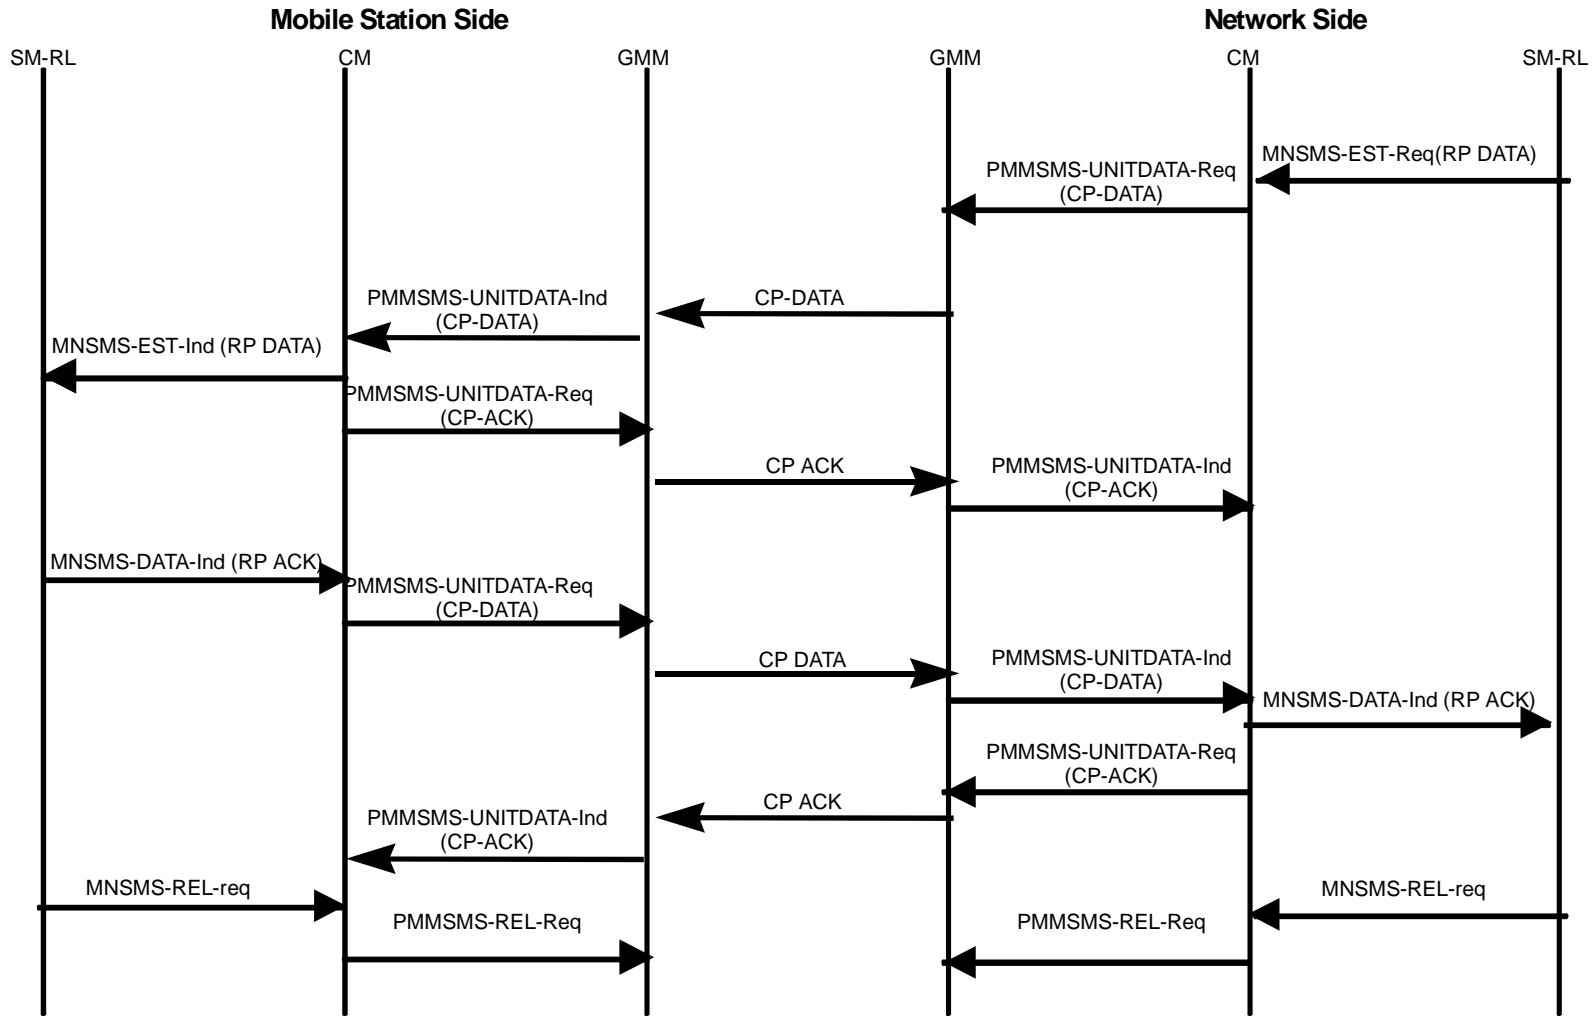 Mobile Station Side
Network Side
SM-RL
CM
GMM
GMM
CM
SM-RL
MNSMS-EST-Req(RP DATA)
PMMSMS-UNITDATA-Req
(CP-DATA)
CP-DATA
PMMSMS-UNITDATA-Ind
(CP-DATA)
MNSMS-EST-Ind (RP DATA)
PMMSMS-UNITDATA-Req
(CP-ACK)
CP ACK
PMMSMS-UNITDATA-Ind
(CP-ACK)
MNSMS-DATA-Ind (RP ACK)
PMMSMS-UNITDATA-Req
(CP-DATA)
CP DATA
PMMSMS-UNITDATA-Ind
(CP-DATA)
MNSMS-DATA-Ind (RP ACK)
PMMSMS-UNITDATA-Req
(CP-ACK)
CP ACK
PMMSMS-UNITDATA-Ind
(CP-ACK)
MNSMS-REL-req
MNSMS-REL-req
PMMSMS-REL-Req
PMMSMS-REL-Req